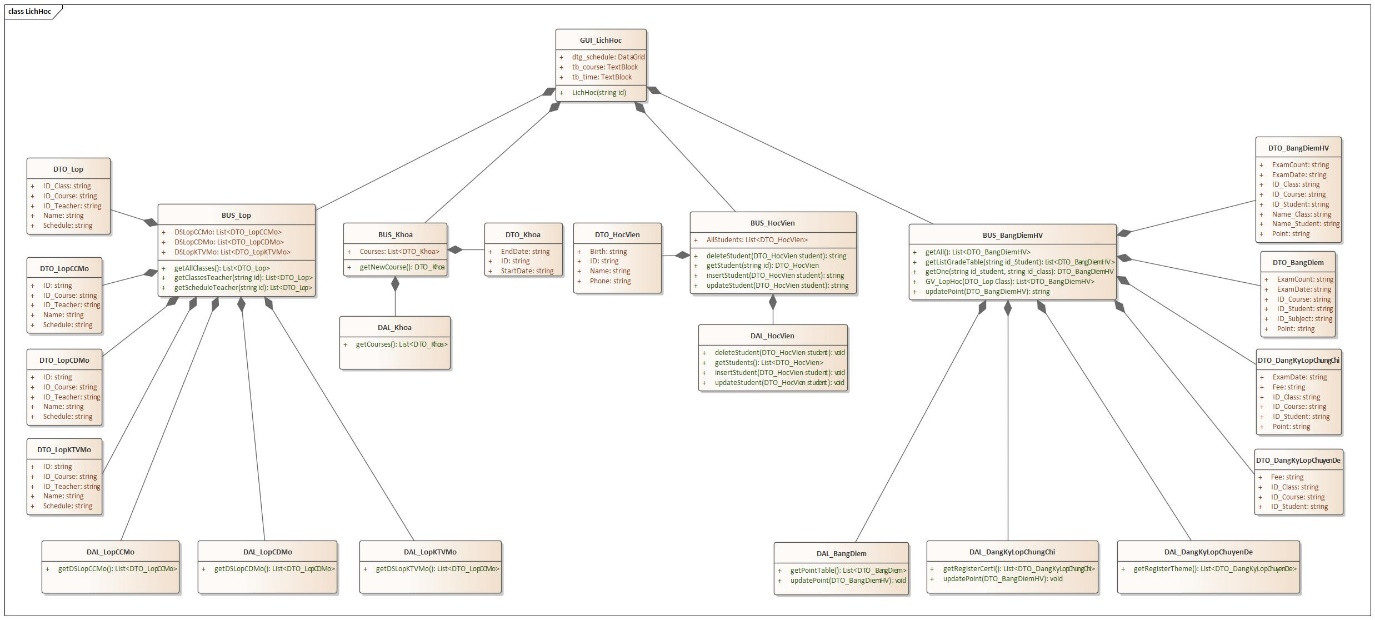 class LichHoc
GUI_LichHoc
+ dtg_schedule: DataGrid
+ tb_course: TextBlock
+ tb_time: TextBlock
+ LichHoc(string id)
DTO_Lop
+ ID_Class: string
+ ID_Course: string
+ ID_Teacher: string
+ Name: string
+ Schedule: string
DTO_LopCCMo
+ ID: string
+ ID_Course: string
+ ID_Teacher: string
+ Name: string
+ Schedule: string
DTO_LopCDMo
+ ID: string
+ ID_Course: string
+ ID_Teacher: string
+ Name: string
+ Schedule: string
DTO_LopKTVMo
+ ID: string
+ ID_Course: string
+ ID_Teacher: string
+ Name: string
+ Schedule: string
BUS_Lop
+ DSLopCCMo: List<DTO_LopCCMo>
+ DSLopCDMo: List<DTO_LopCDMo>
+ DSLopKTVMo: List<DTO_LopKTVMo>
+ getAllClasses(): List<DTO_Lop>
+ getClassesTeacher(string id): List<DTO_Lop>
+ getScheduleTeacher(string id): List<DTO_Lop>
BUS_Khoa
+ Courses: List<DTO_Khoa>
+ getNewCourse(): DTO_Khoa
DTO_Khoa
+ EndDate: string
+ ID: string
+ StartDate: string
DAL_Khoa
+ getCourses(): List<DTO_Khoa>
DTO_HocVien
+ Birth: string
+ ID: string
+ Name: string
+ Phone: string
BUS_HocVien
+ AllStudents: List<DTO_HocVien>
+ deleteStudent(DTO_HocVien student): string
+ getStudent(string id): DTO_HocVien
+ insertStudent(DTO_HocVien student): string
+ updateStudent(DTO_HocVien student): string
DAL_HocVien
+ deleteStudent(DTO_HocVien student): void
+ getStudents(): List<DTO_HocVien>
+ insertStudent(DTO_HocVien student): void
+ updateStudent(DTO_HocVien student): void
BUS_BangDiemHV
+ getAll(): List<DTO_BangDiemHV>
+ getListGradeTable(string id_Student): List<DTO_BangDiemHV>
+ getOne(string id_student, string id_class): DTO_BangDiemHV
+ GV_LopHoc(DTO_Lop Class): List<DTO_BangDiemHV>
+ updatePoint(DTO_BangDiemHV): string
DTO_BangDiemHV
+ ExamCount: string
+ ExamDate: string
+ ID_Class: string
+ ID_Course: string
+ ID_Student: string
+ Name_Class: string
+ Name_Student: string
+ Point: string
DTO_BangDiem
+ ExamCount: string
+ ExamDate: string
+ ID_Course: string
+ ID_Student: string
+ ID_Subject: string
+ Point: string
DTO_DangKyLopChungChi
+ ExamDate: string
+ Fee: string
+ ID_Class: string
+ ID_Course: string
+ ID_Student: string
+ Point: string
DTO_DangKyLopChuyenDe
+ Fee: string
+ ID_Class: string
+ ID_Course: string
+ ID_Student: string
DAL_LopCCMo
+ getDSLopCCMo(): List<DTO_LopCCMo>
DAL_LopCDMo
+ getDSLopCDMo(): List<DTO_LopCDMo>
DAL_LopKTVMo
+ getDSLopKTVMo(): List<DTO_LopCCMo>
DAL_BangDiem
+ getPointTable(): List<DTO_BangDiem>
+ updatePoint(DTO_BangDiemHV): void
DAL_DangKyLopChungChi
+ getRegisterCerti(): List<DTO_DangKyLopChungChi>
+ updatePoint(DTO_BangDiemHV): void
DAL_DangKyLopChuyenDe
+ getRegisterTheme(): List<DTO_DangKyLopChuyenDe>